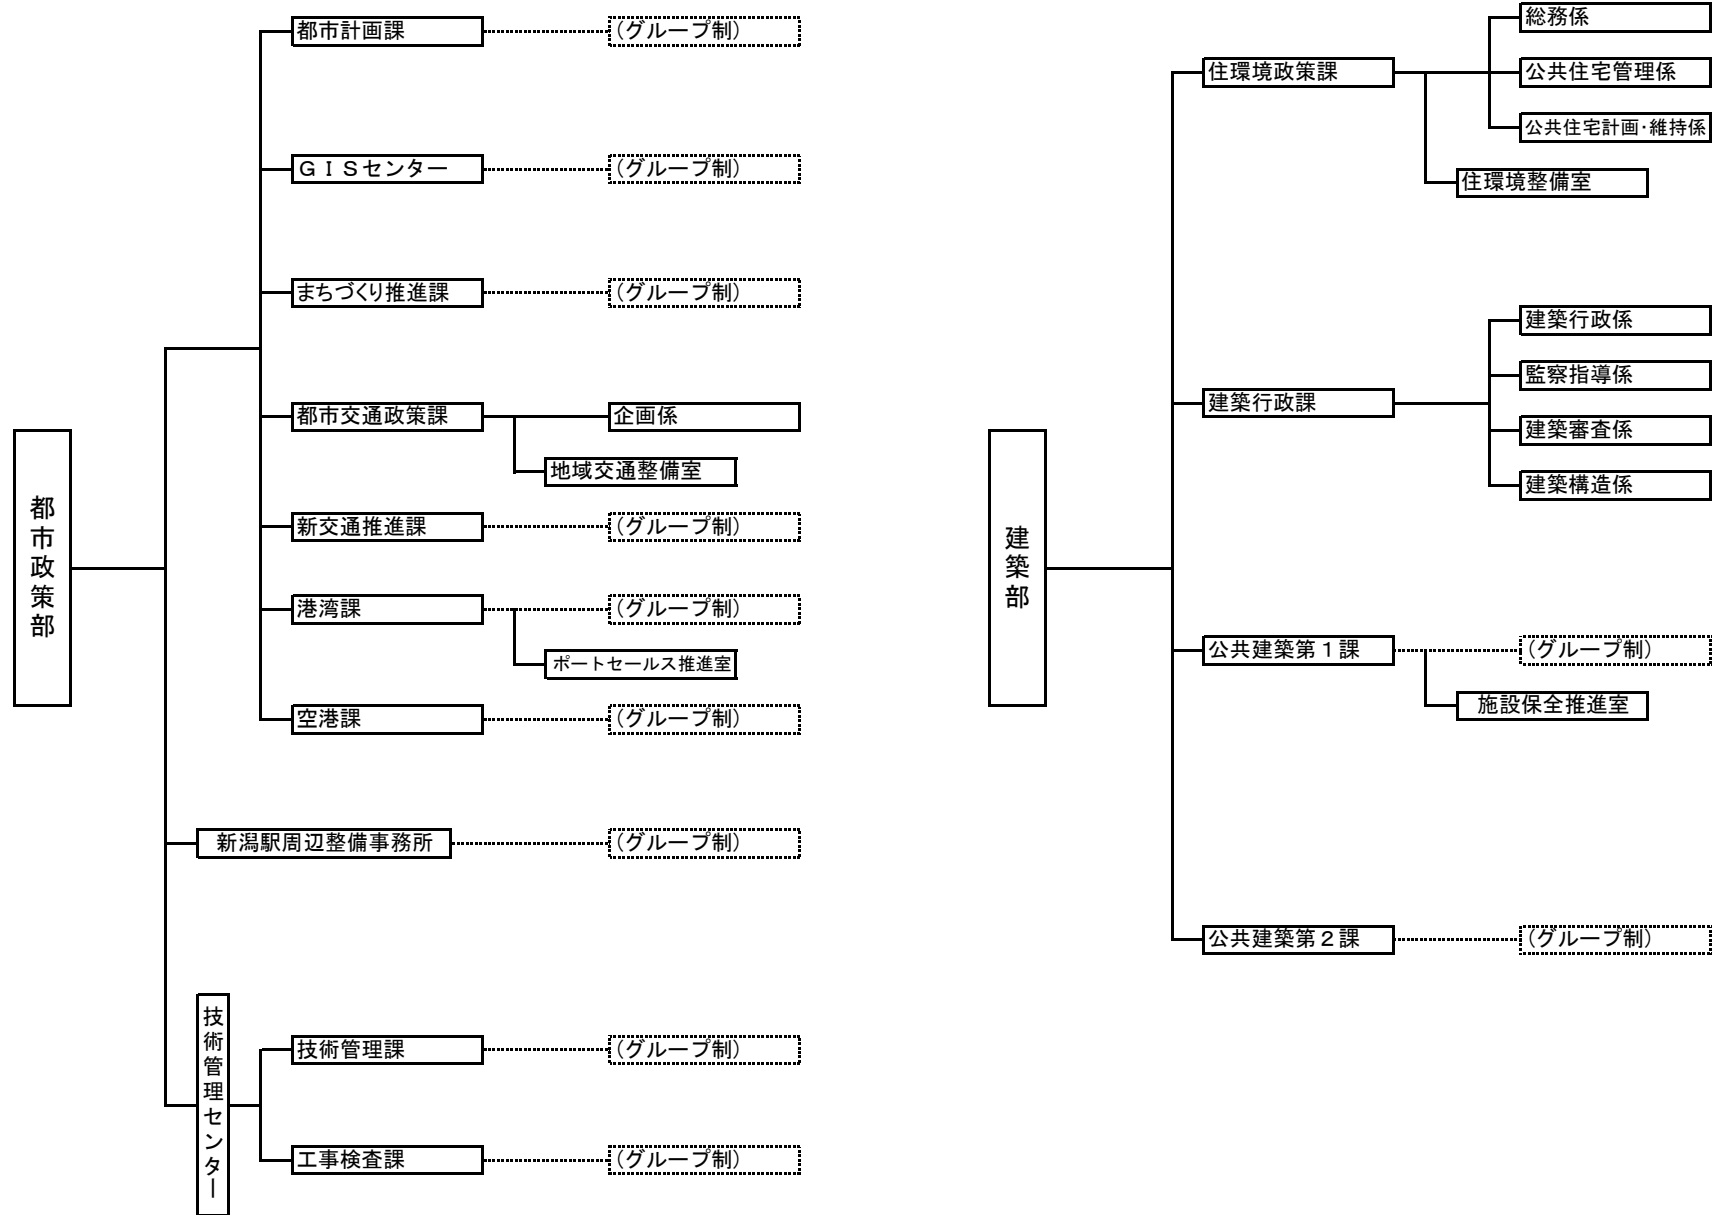 都市政策部
都市計画課
(グループ制)
ＧＩＳセンター
(グループ制)
まちづくり推進課
(グループ制)
都市交通政策課
企画係
地域交通整備室
新交通推進課
(グループ制)
港湾課
(グループ制)
ポートセールス推進室
空港課
(グループ制)
新潟駅周辺整備事務所
(グループ制)
技術管理センター
技術管理課
(グループ制)
工事検査課
(グループ制)
建築部
住環境政策課
総務係
公共住宅管理係
公共住宅計画・維持係
住環境整備室
建築行政課
建築行政係
監察指導係
建築審査係
建築構造係
公共建築第１課
(グループ制)
施設保全推進室
公共建築第２課
(グループ制)